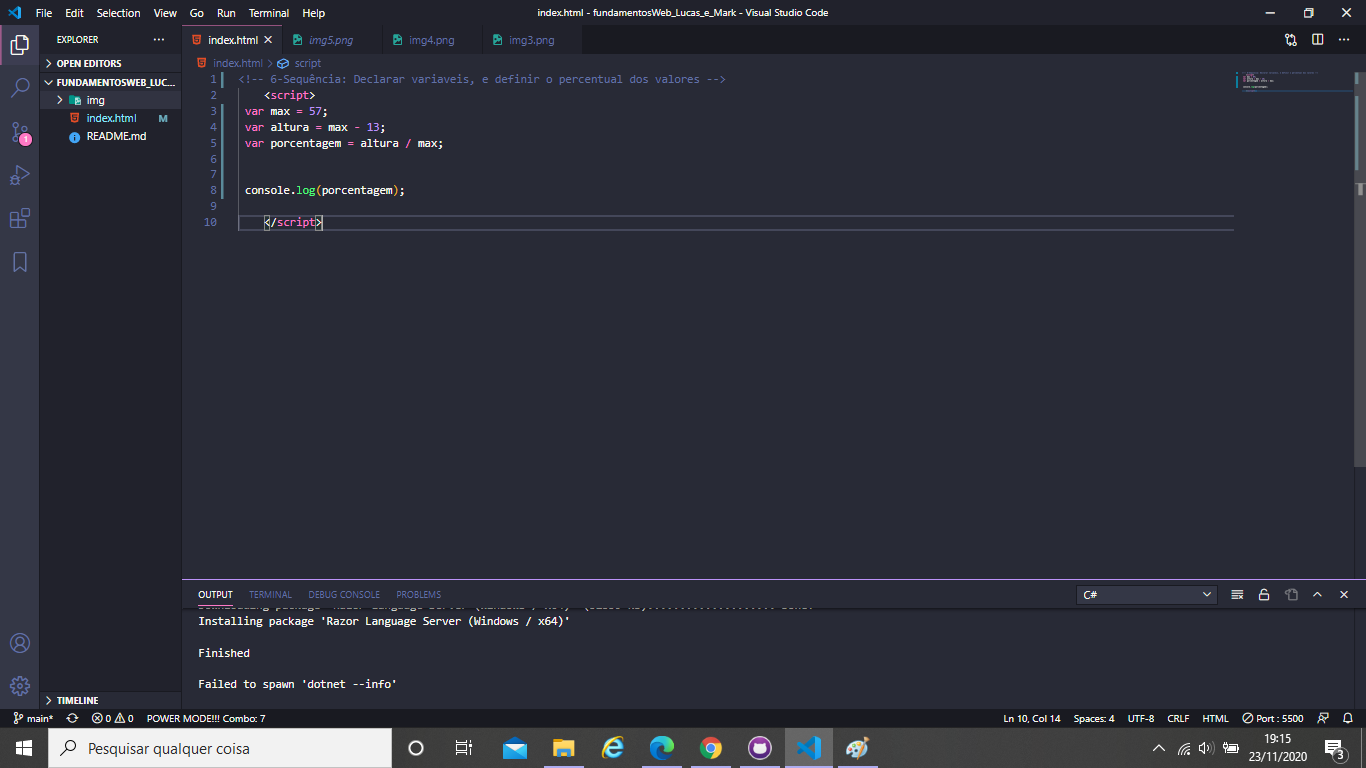 File Edit Selection View Go Run Terminal Help
index.html - fundamentosWeb_Lucas_e_Mark - Visual Studio Code
EXPLORER
OPEN EDITORS
FUNDAMENTOSWEB_LUC...
img
index.html M
README.md
TIMELINE
1
index.html
img5.png
img4.png
img3.png
index.html > script
1 <!-- 6-Sequência: Declarar variaveis, e definir o percentual dos valores -->
2 <script>
3 var max = 57;
4 var altura = max - 13;
5 var porcentagem = altura / max;
6
7
8 console.log(porcentagem);
9
10 </script>
OUTPUT TERMINAL DEBUG CONSOLE PROBLEMS
C#
Installing package 'Razor Language Server (Windows / x64)'
Finished
Failed to spawn 'dotnet --info'
main* 0 0 POWER MODE!!! Combo: 7
Ln 10, Col 14 Spaces: 4 UTF-8 CRLF HTML Port : 5500
Pesquisar qualquer coisa
19:15
23/11/2020
3